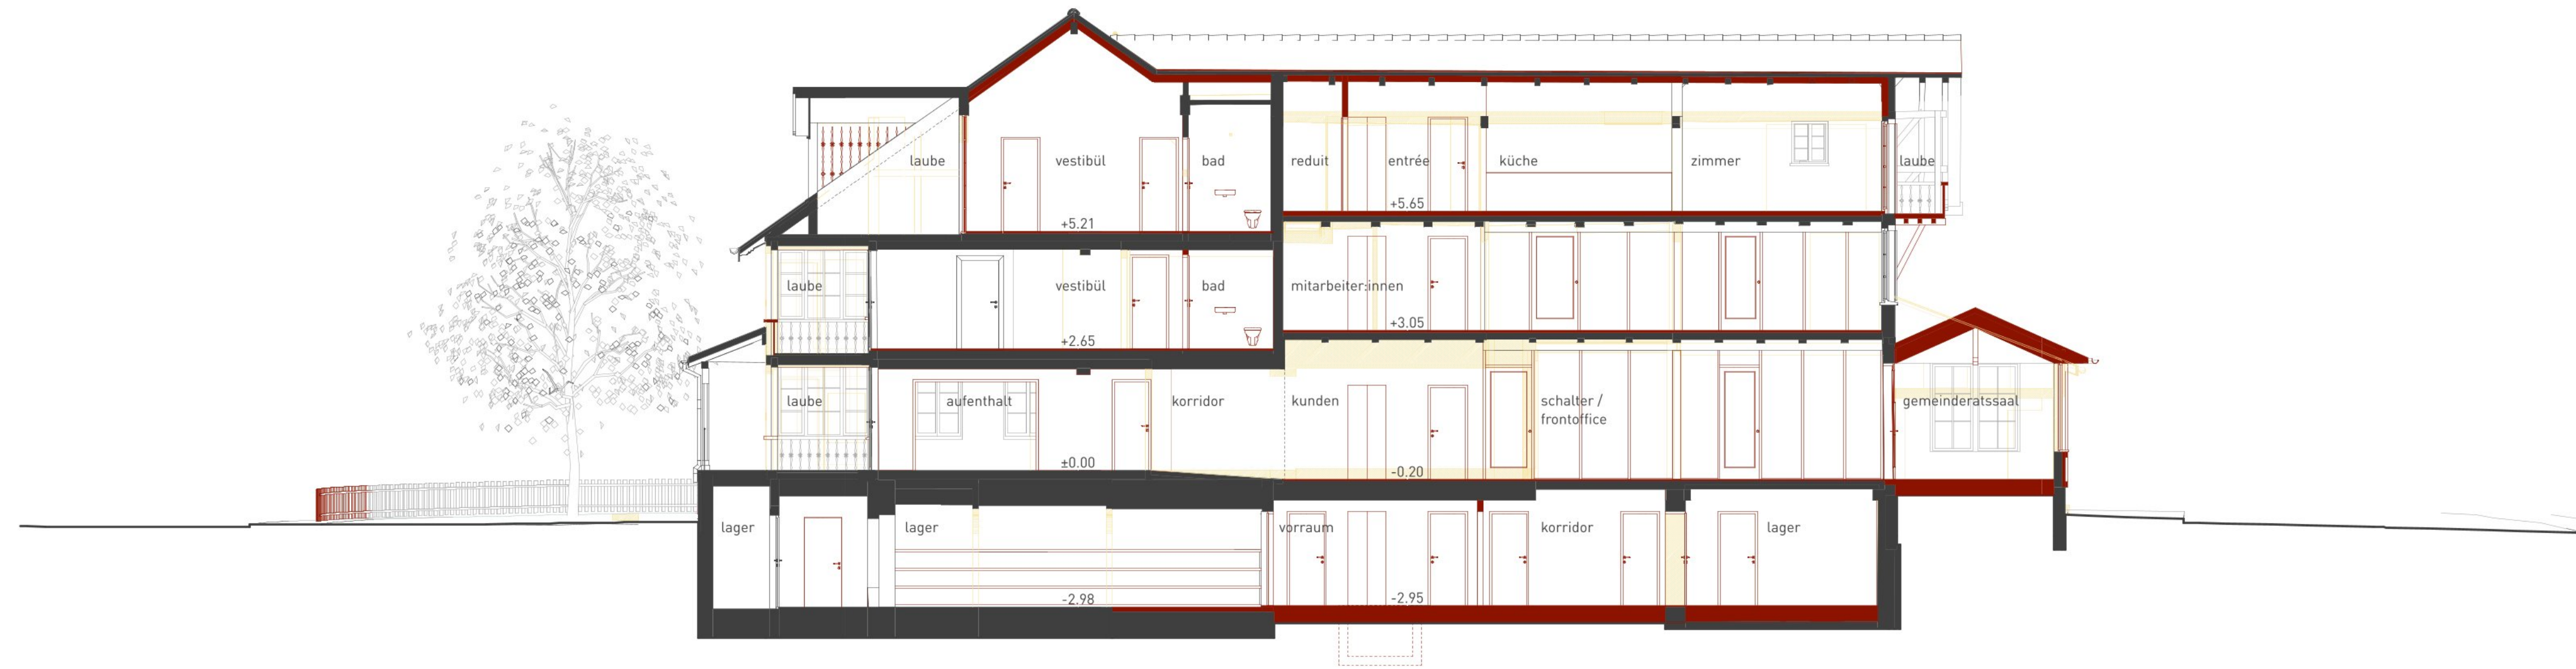 laube
vestibül
bad
reduit
entrée
küche
zimmer
laube
+5.21
+5.65
laube
vestibül
bad
mitarbeiter:innen
+2.65
+3.05
laube
aufenthalt
korridor
kunden
schalter /
frontoffice
gemeinderatssaal
±0.00
-0.20
lager
lager
vorraum
korridor
lager
-2.98
-2.95